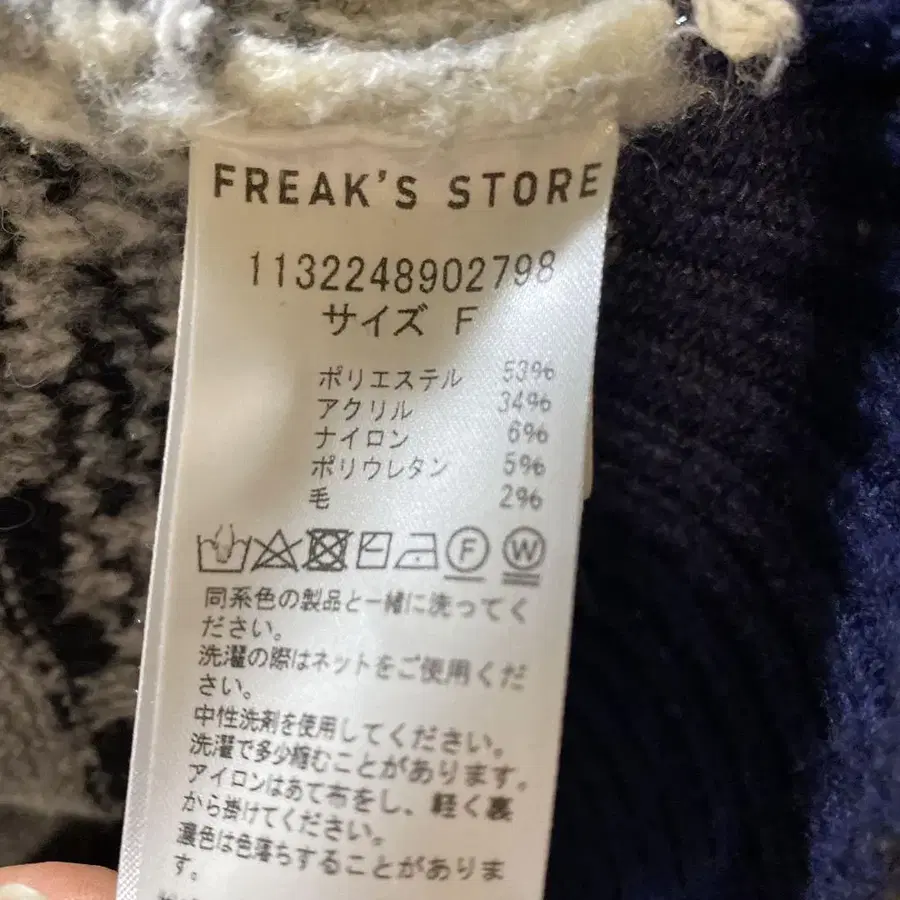 FREAK'S STORE
1132248902798
サイズ F
ポリエステル 53%
アクリル 34%
ナイロン 6%
ポリウレタン 5%
毛 2%
F W
同系色の製品と一緒に洗ってく
ださい。
洗濯の際はネットをご使用くだ
さい。
中性洗剤を使用してください。
洗濯で多少縮むことがあります。
アイロンはあて布をし、軽く裏
から掛けてください。
濃色は色落ちすることがありま
す。